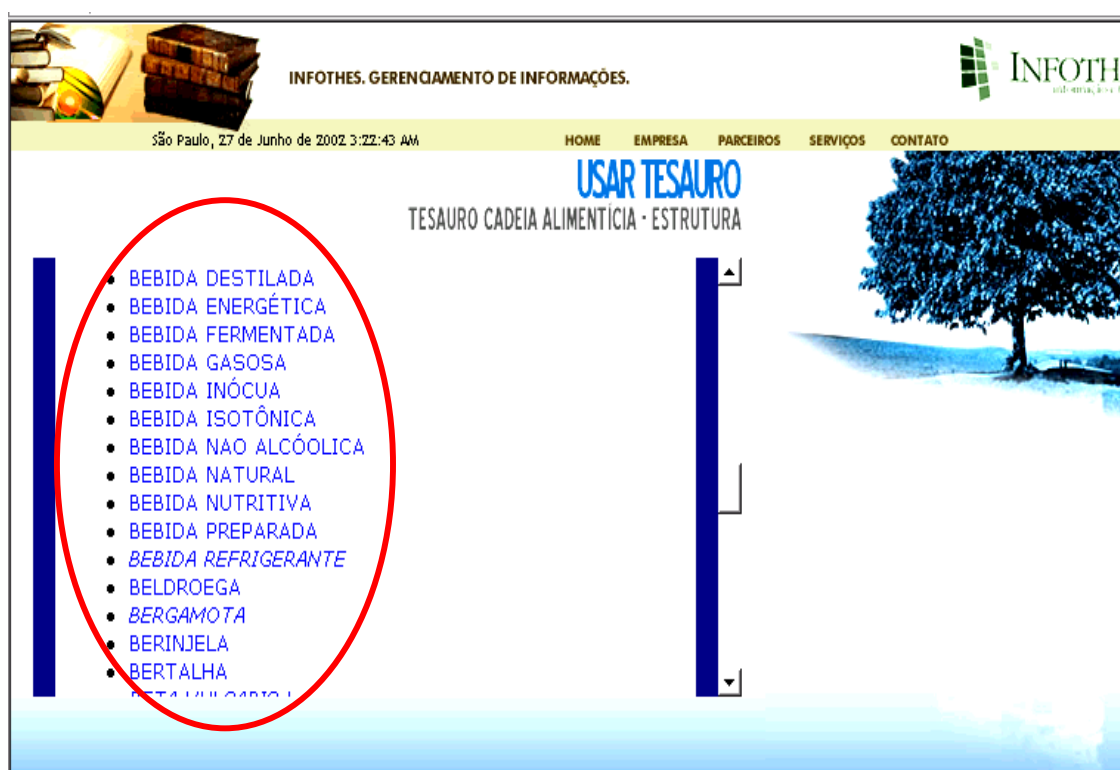 INFOTHES. GERENCIAMENTO DE INFORMAÇÕES.
São Paulo, 27 de Junho de 2002 3:22:43 AM
HOME EMPRESA PARCEIROS SERVIÇOS CONTATO
USAR TESAURO
TESAURO CADEIA ALIMENTÍCIA - ESTRUTURA
BEBIDA DESTILADA
BEBIDA ENERGÉTICA
BEBIDA FERMENTADA
BEBIDA GASOSA
BEBIDA INÓCUA
BEBIDA ISOTÔNICA
BEBIDA NAO ALCÓOLICA
BEBIDA NATURAL
BEBIDA NUTRITIVA
BEBIDA PREPARADA
BEBIDA REFRIGERANTE
BELDROEGA
BERGAMOTA
BERINJELA
BERTALHA